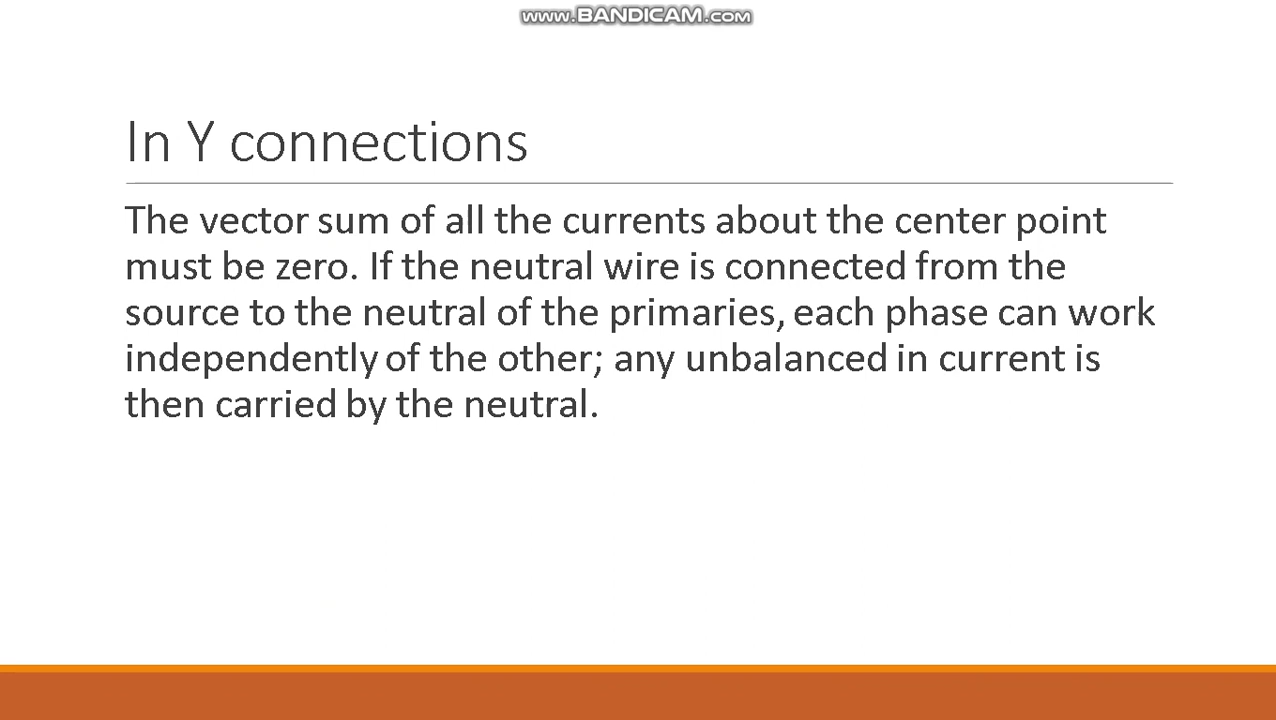 www.BANDICAM.com
In Y connections
The vector sum of all the currents about the center point
must be zero. If the neutral wire is connected from the
source to the neutral of the primaries, each phase can work
independently of the other; any unbalanced in current is
then carried by the neutral.